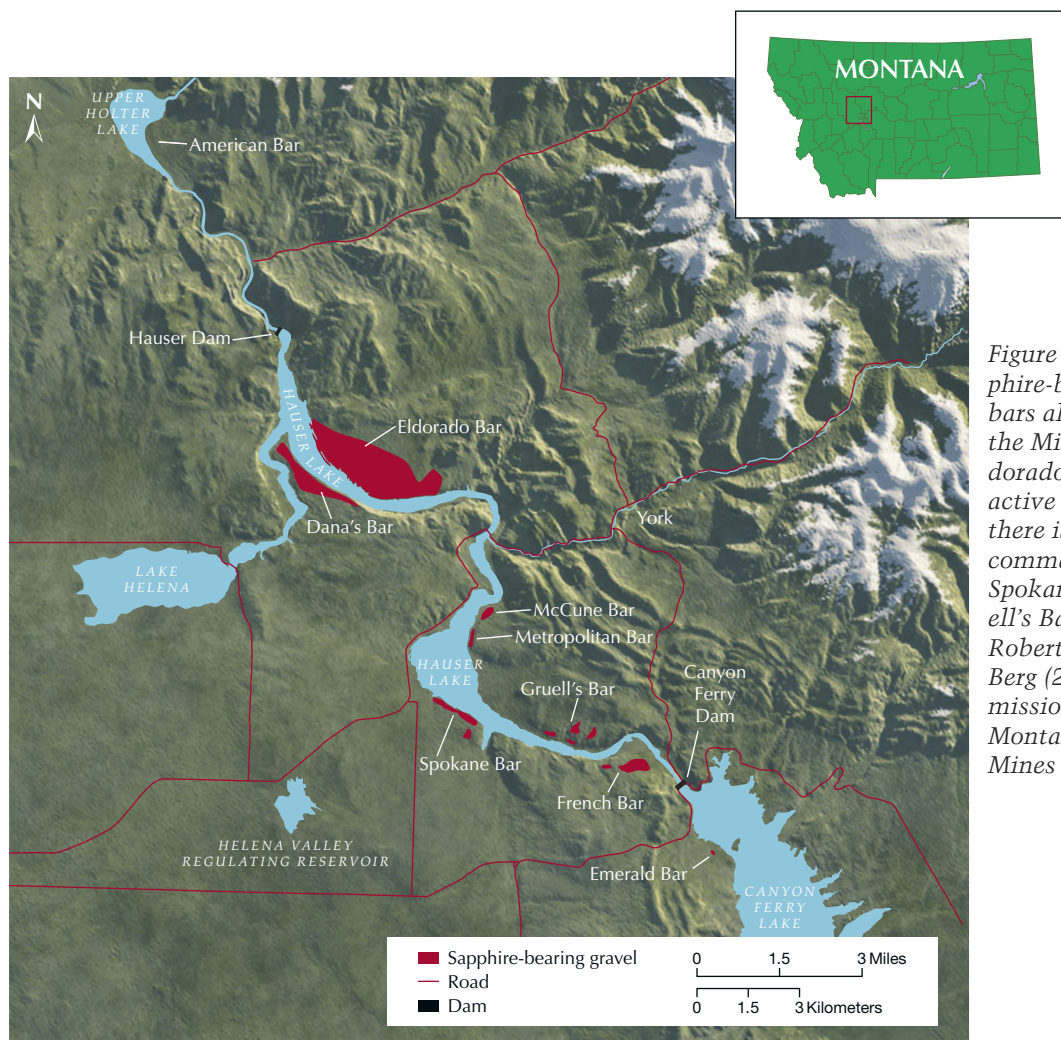 MONTANA
N
UPPER
HOLTER
LAKE
American Bar
Hauser Dam
HAUSER LAKE
Eldorado Bar
Dana's Bar
York
LAKE
HELENA
McCune Bar
Metropolitan Bar
HAUSER
LAKE
Gruell's Bar
Canyon
Ferry
Dam
Spokane Bar
French Bar
HELENA VALLEY
REGULATING RESERVOIR
Emerald Bar
CANYON
FERRY
LAKE
Sapphire-bearing gravel
Road
Dam
0 1.5 3 Miles
0 1.5 3 Kilometers
Figure
phire-b
bars al
the Mi
dorado
active
there i
comm
Spokan
ell's Ba
Robert
Berg (2
missio
Monta
Mines